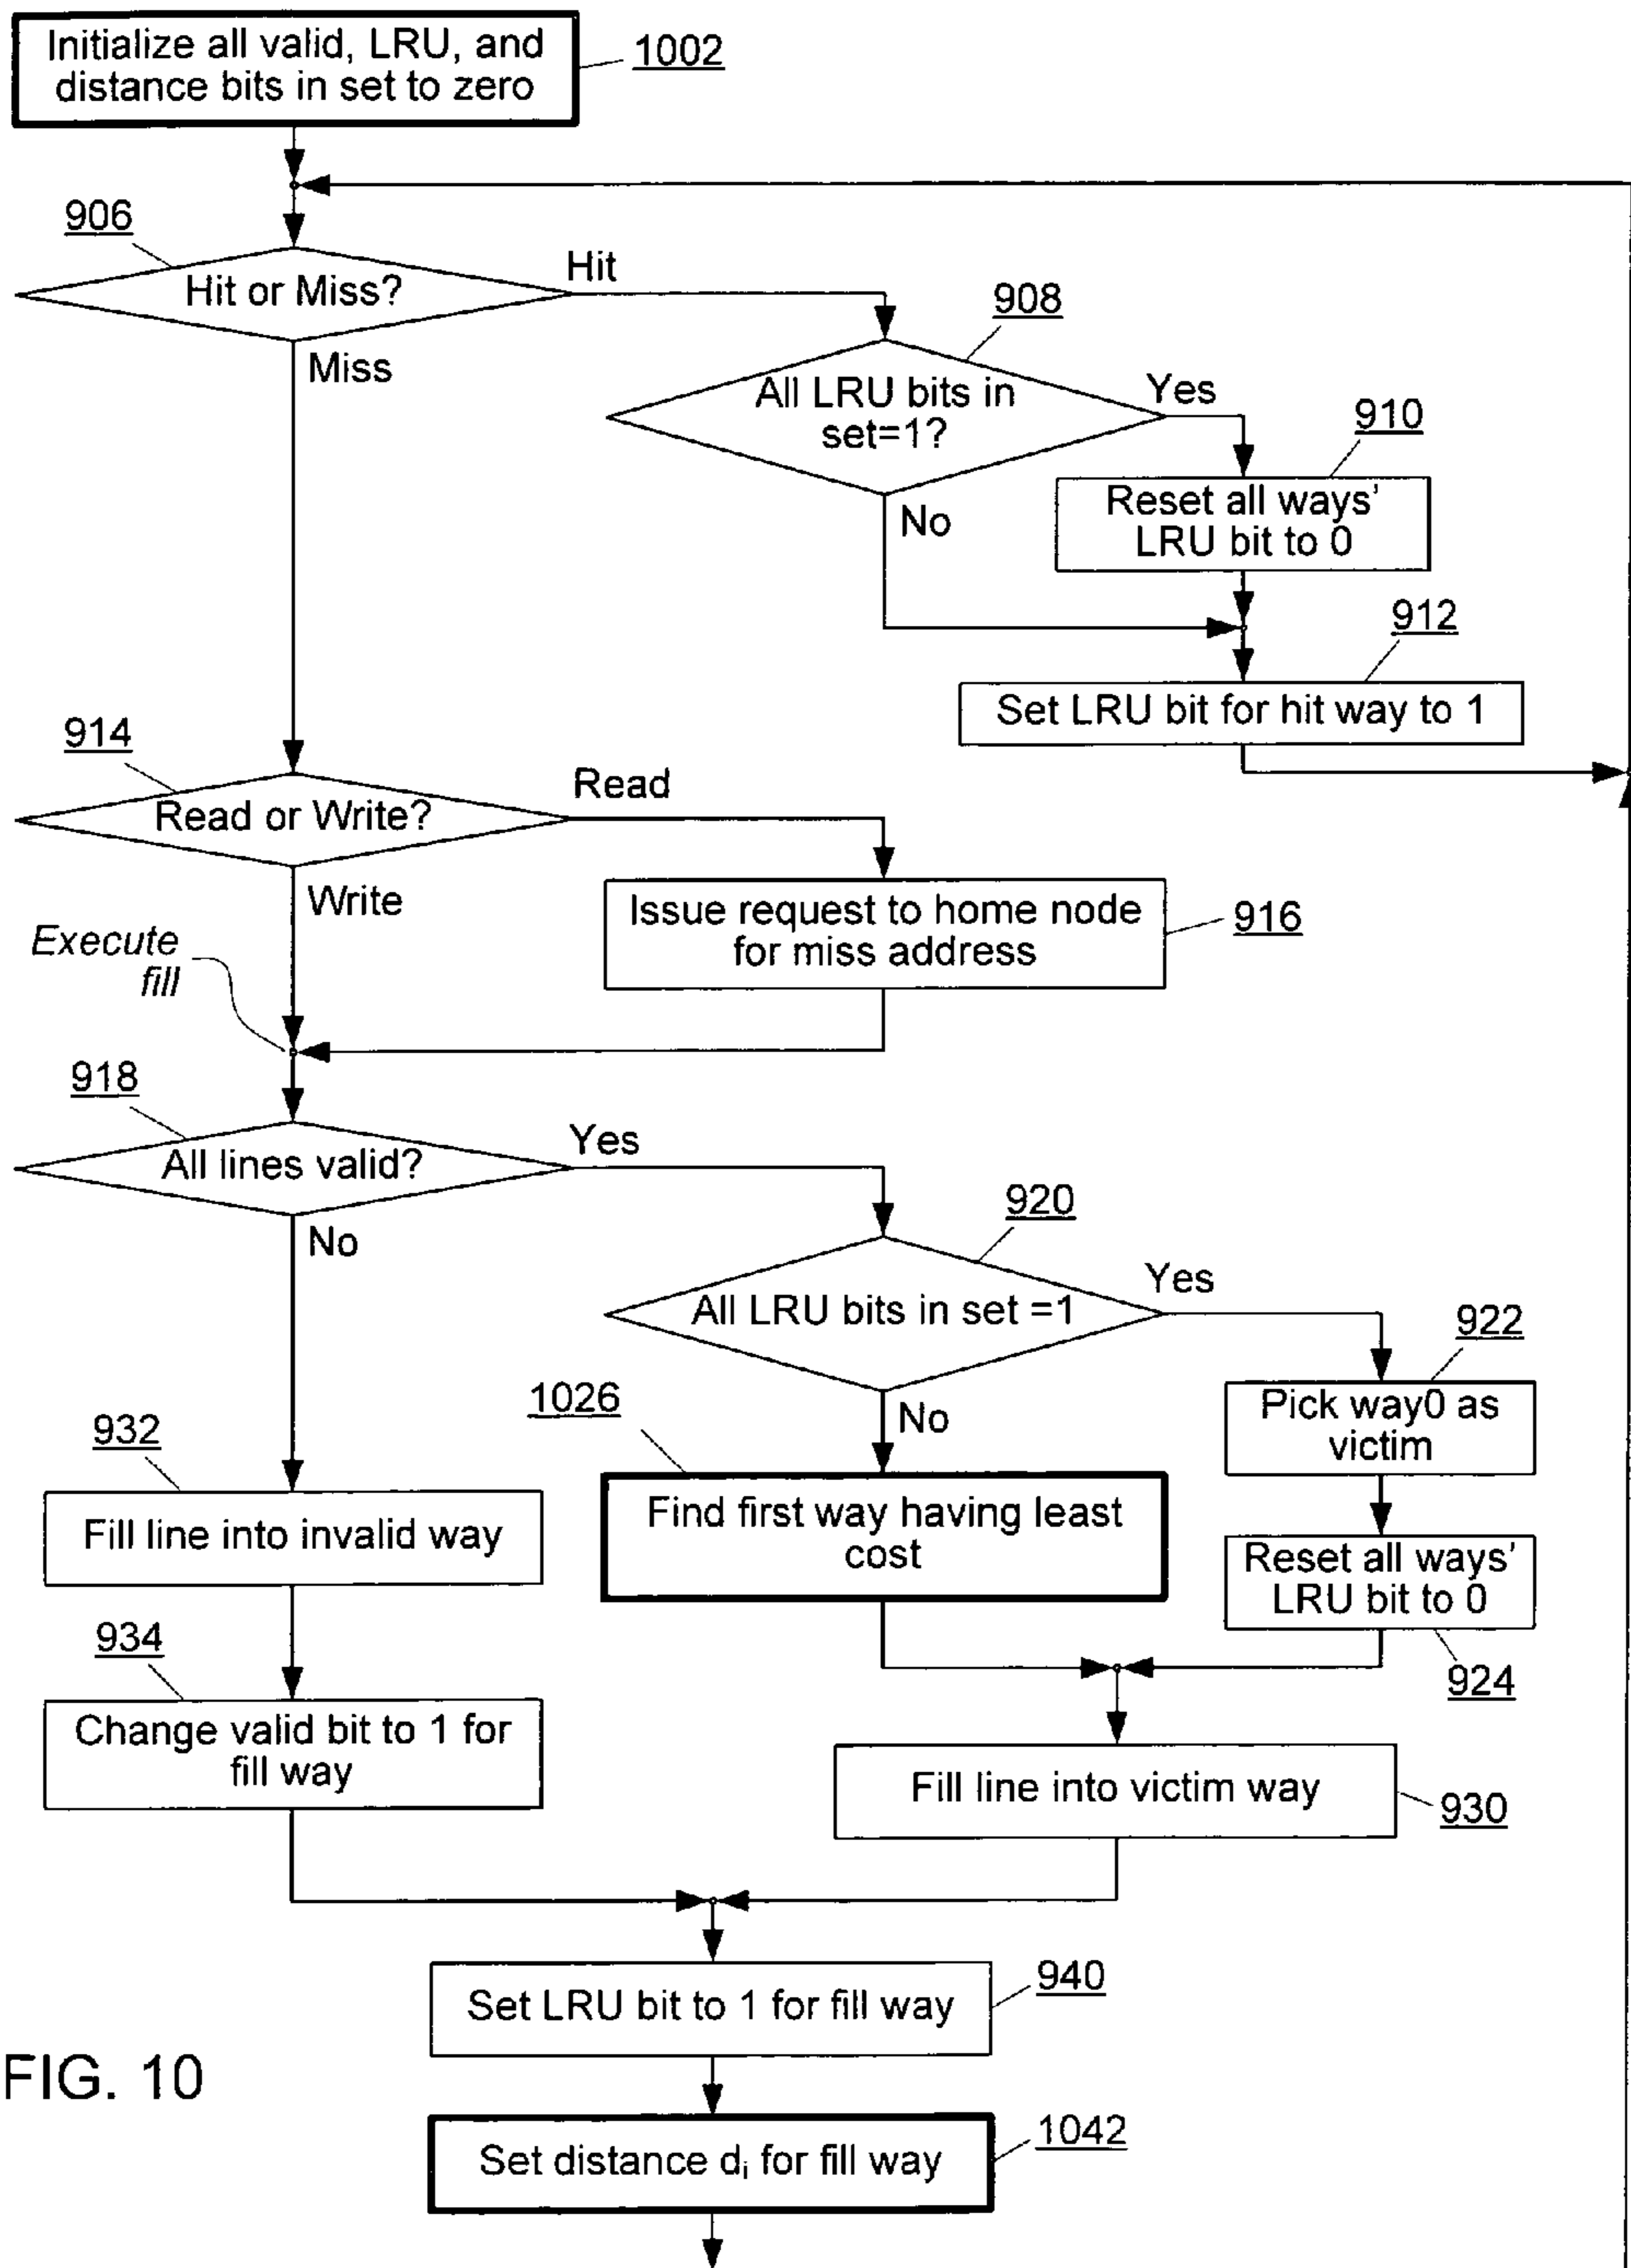 Initialize all valid, LRU, and
distance bits in set to zero
1002
906
Hit or Miss?
Hit
Miss
908
All LRU bits in
set=1?
Yes
No
910
Reset all ways’
LRU bit to 0
912
Set LRU bit for hit way to 1
914
Read or Write?
Read
Write
Issue request to home node
for miss address
916
Execute
fill
918
All lines valid?
Yes
No
920
All LRU bits in set =1
Yes
No
922
Pick way0 as
victim
1026
Find first way having least
cost
932
Fill line into invalid way
Reset all ways’
LRU bit to 0
924
934
Change valid bit to 1 for
fill way
Fill line into victim way
930
Set LRU bit to 1 for fill way
940
FIG. 10
Set distance di for fill way
1042